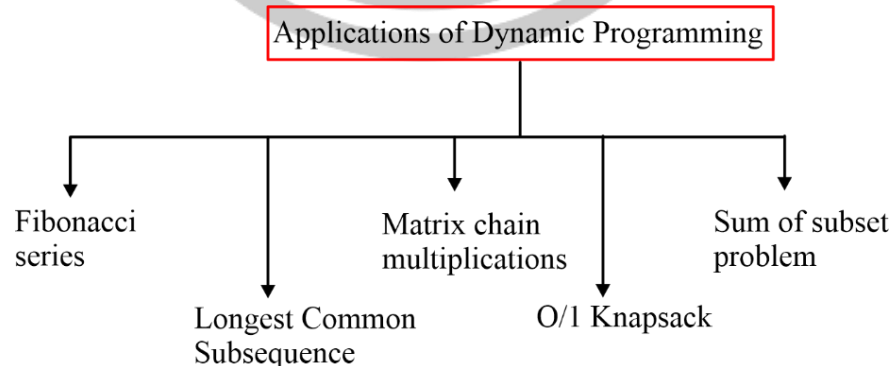 Applications of Dynamic Programming
Fibonacci
series
Matrix chain
multiplications
Sum of subset
problem
Longest Common
Subsequence
O/1 Knapsack